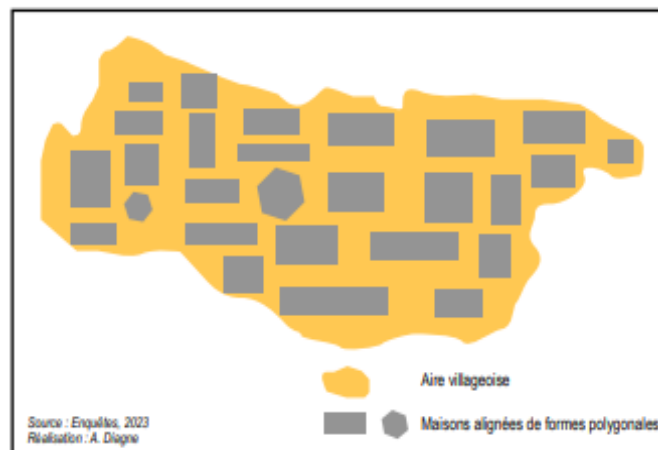 Aire villageoise
Maisons alignées de formes polygonales
Source : Enquêtes, 2023
Réalisation : A. Diagne